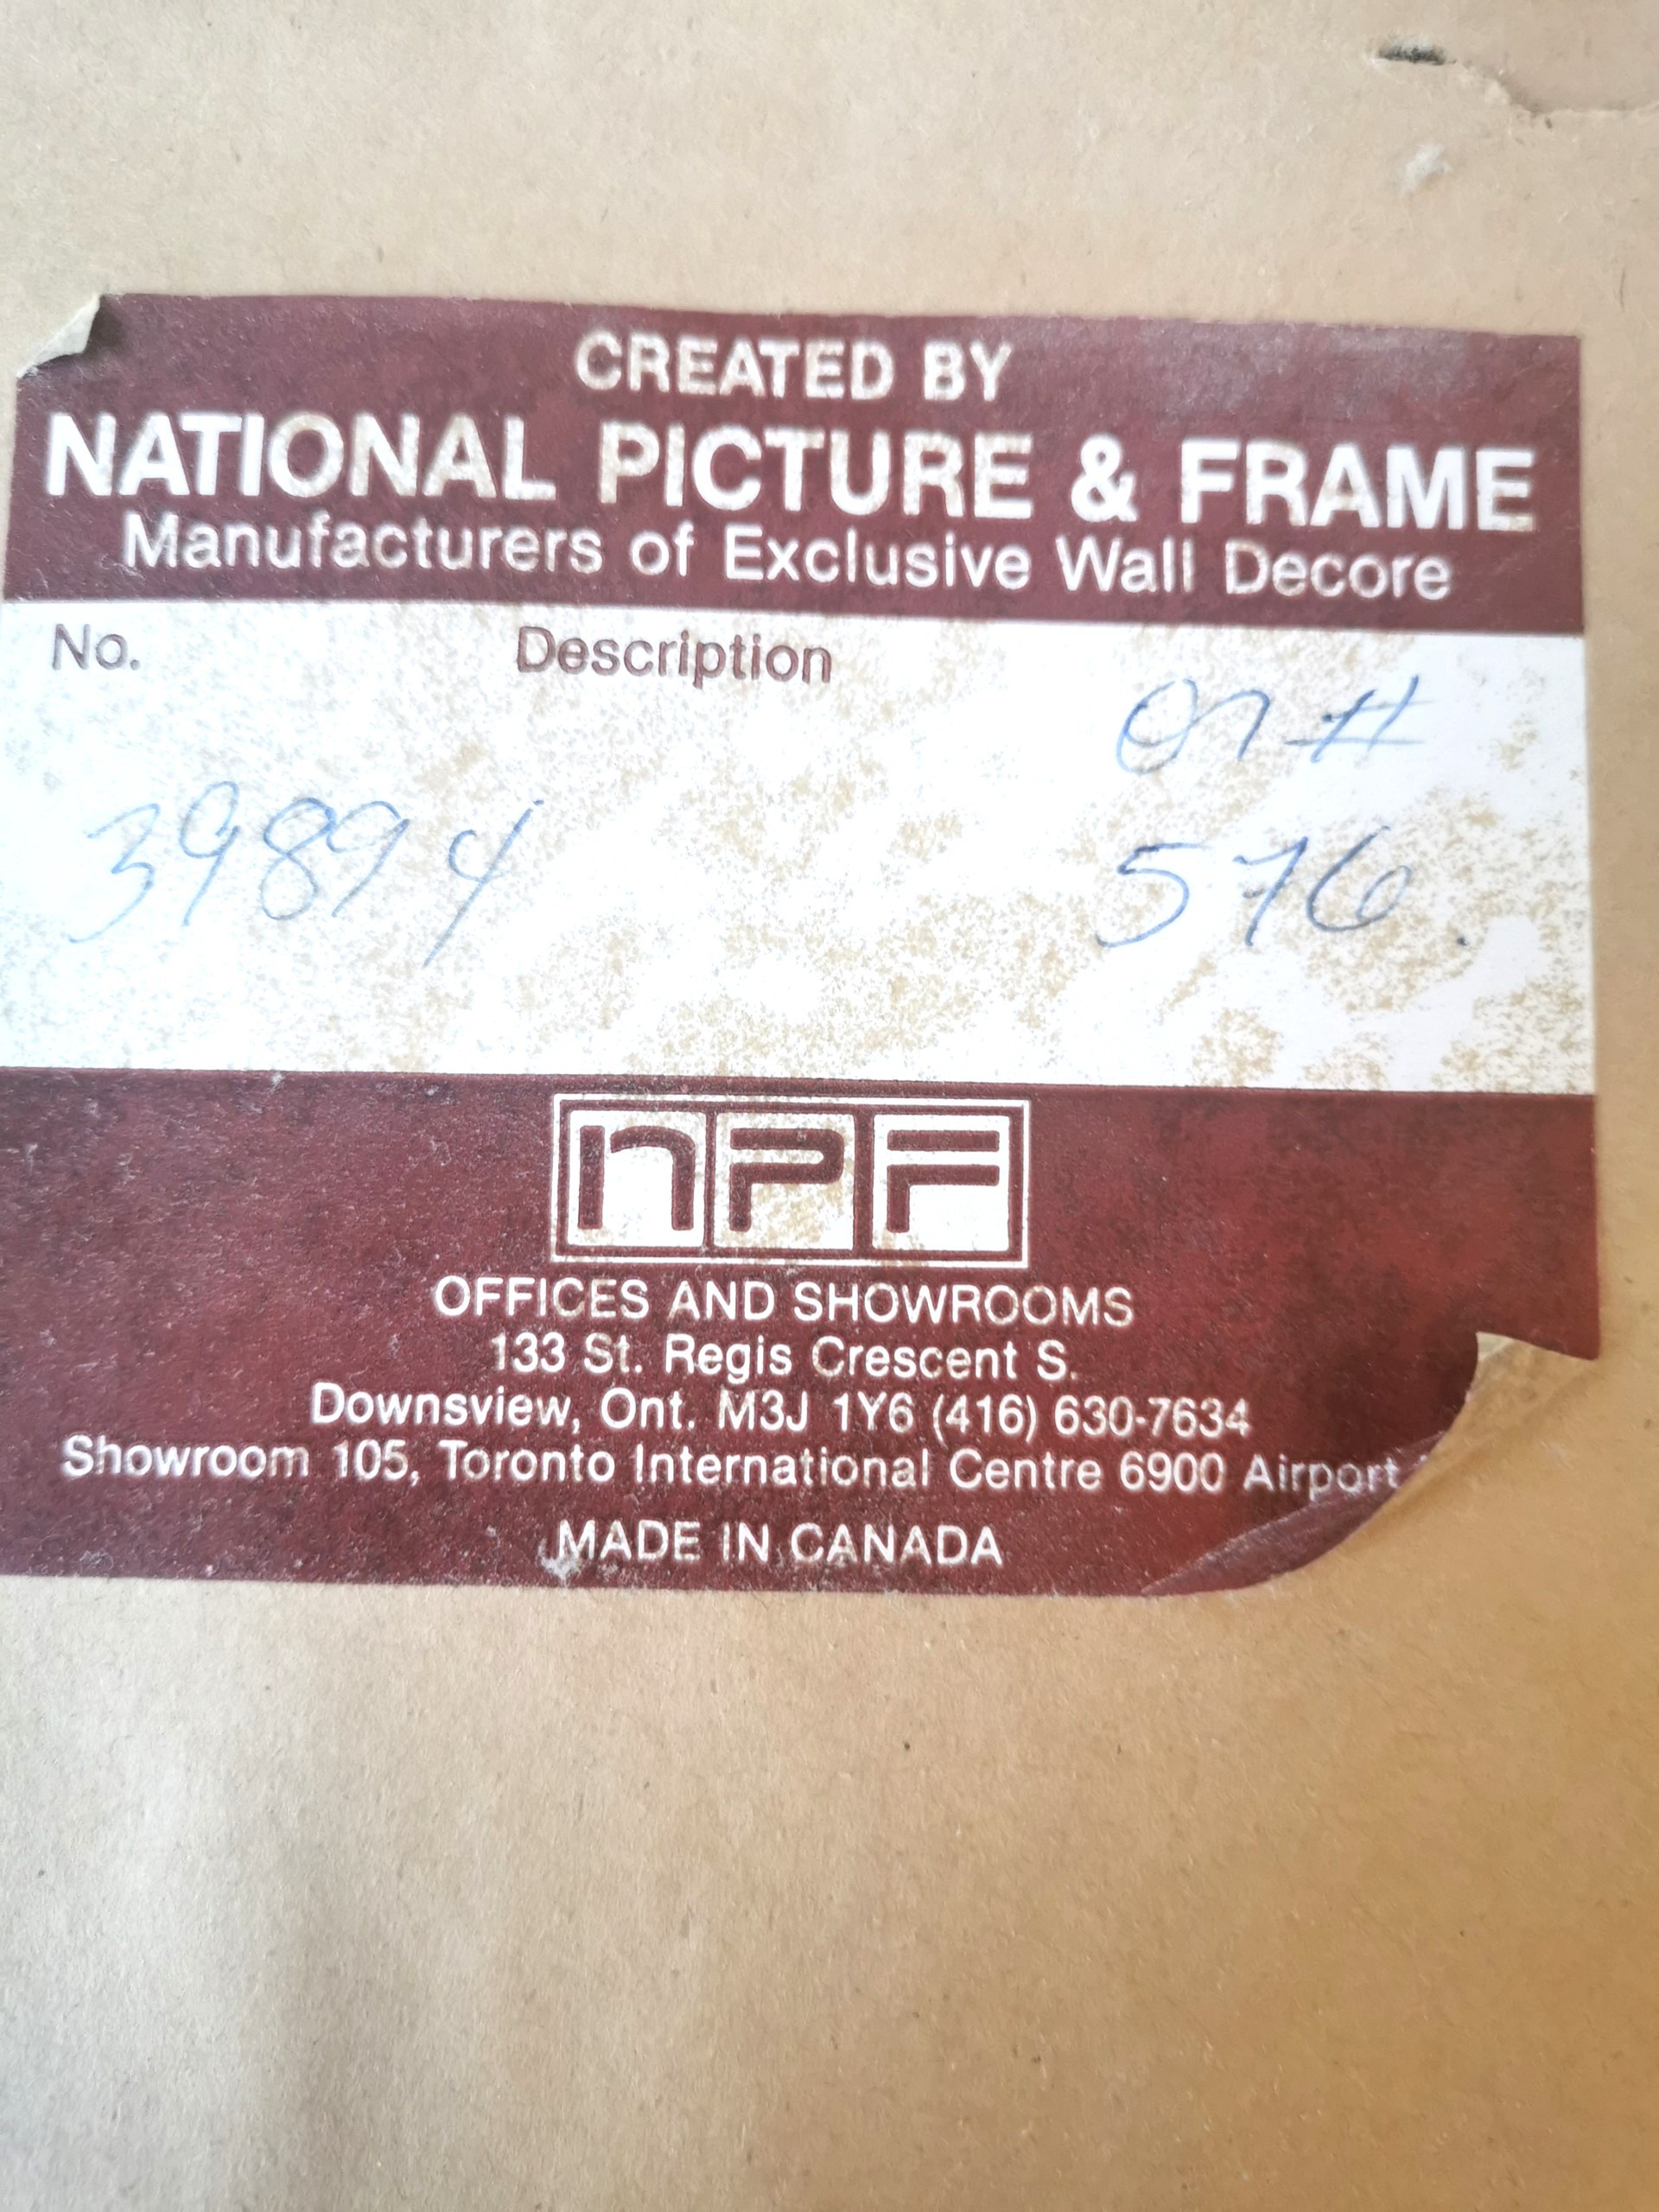 CREATED BY
NATIONAL PICTURE & FRAME
Manufacturers of Exclusive Wall Decore
No. Description
on #
39894 576.
nPF
OFFICES AND SHOWROOMS
133 St. Regis Crescent S.
Downsview, Ont. M3J 1Y6 (416) 630-7634
Showroom 105, Toronto International Centre 6900 Airport
MADE IN CANADA